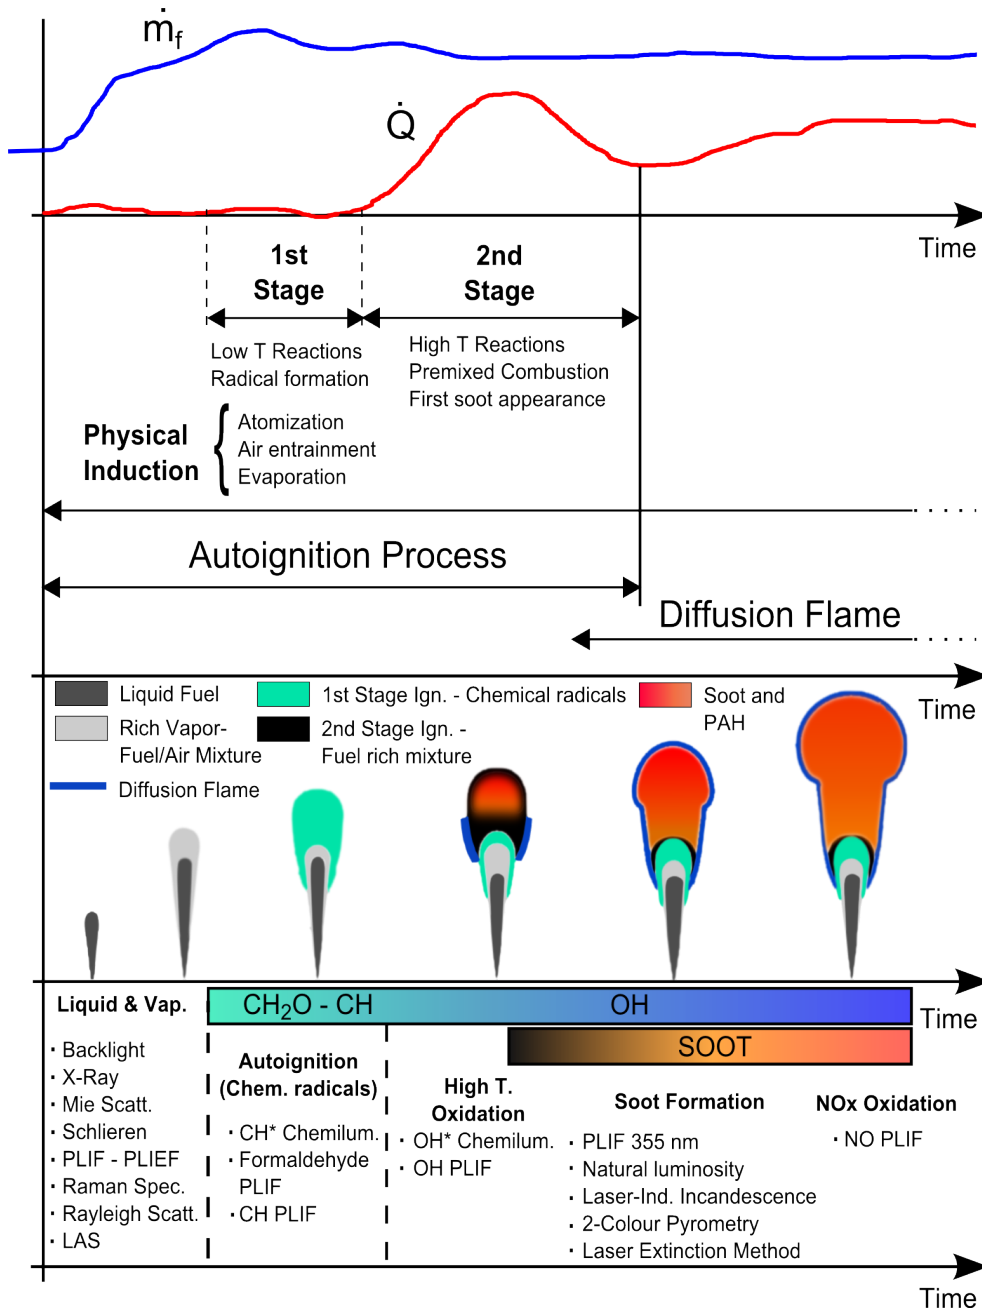 ṁf
Q̇
Time
1st
Stage
2nd
Stage
Low T Reactions
Radical formation
High T Reactions
Premixed Combustion
First soot appearance
Physical
Induction
Atomization
Air entrainment
Evaporation
Autoignition Process
Diffusion Flame
Time
Liquid Fuel
Rich Vapor-
Fuel/Air Mixture
Diffusion Flame
1st Stage Ign. - Chemical radicals
2nd Stage Ign. -
Fuel rich mixture
Soot and
PAH
Time
CH2O - CH
OH
SOOT
Liquid & Vap.
· Backlight
· X-Ray
· Mie Scatt.
· Schlieren
· PLIF - PLIEF
· Raman Spec.
· Rayleigh Scatt.
· LAS
Autoignition
(Chem. radicals)
· CH* Chemilum.
· Formaldehyde
PLIF
· CH PLIF
High T.
Oxidation
· OH* Chemilum.
· OH PLIF
Soot Formation
· PLIF 355 nm
· Natural luminosity
· Laser-Ind. Incandescence
· 2-Colour Pyrometry
· Laser Extinction Method
NOx Oxidation
· NO PLIF
Time